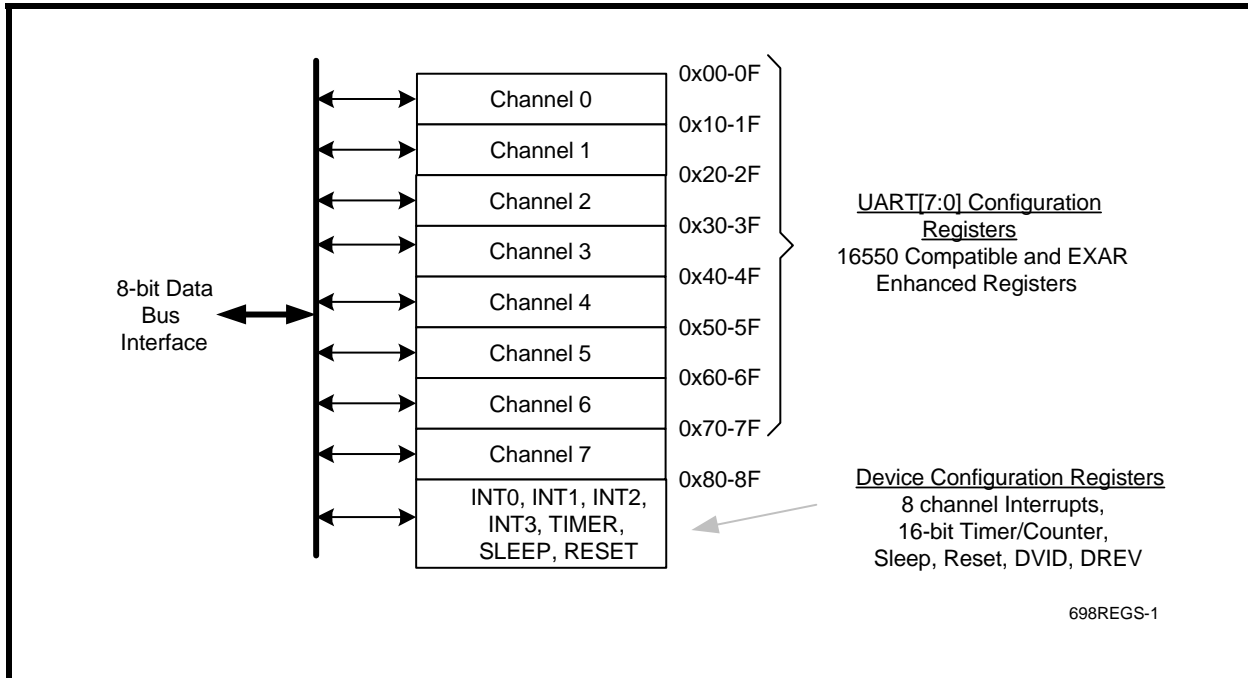 8-bit Data
Bus
Interface
0x00-0F
Channel 0
0x10-1F
Channel 1
0x20-2F
Channel 2
0x30-3F
Channel 3
0x40-4F
Channel 4
0x50-5F
Channel 5
0x60-6F
Channel 6
0x70-7F
Channel 7
0x80-8F
INT0, INT1, INT2,
INT3, TIMER,
SLEEP, RESET
UART[7:0] Configuration
Registers
16550 Compatible and EXAR
Enhanced Registers
Device Configuration Registers
8 channel Interrupts,
16-bit Timer/Counter,
Sleep, Reset, DVID, DREV
698REGS-1